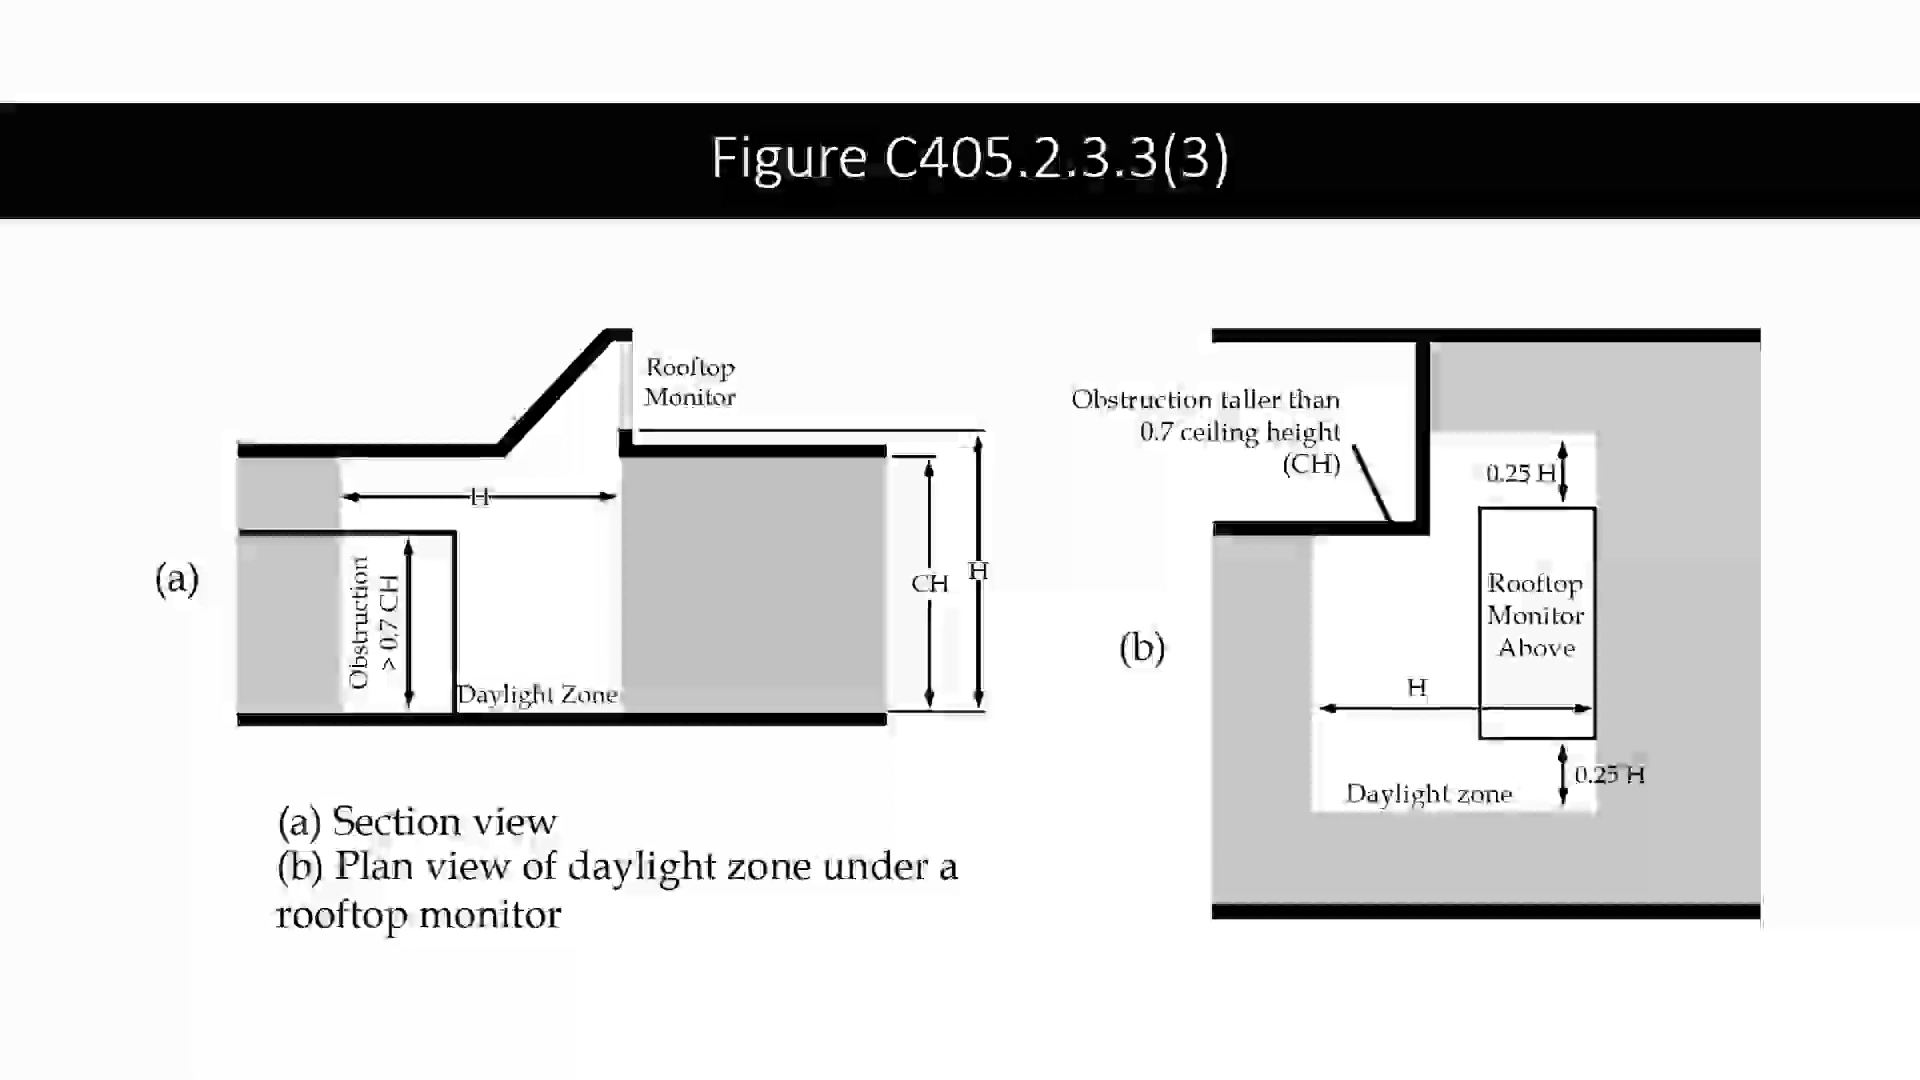 Figure C405.2.3.3(3)
Rooftop
Monitor
H
Obstruction
> 0.7 CH
Daylight Zone
CH
H
(a)
(a) Section view
(b) Plan view of daylight zone under a
rooftop monitor
Obstruction taller than
0.7 ceiling height
(CH)
0.25 H
Rooftop
Monitor
Above
(b)
H
0.25 H
Daylight zone